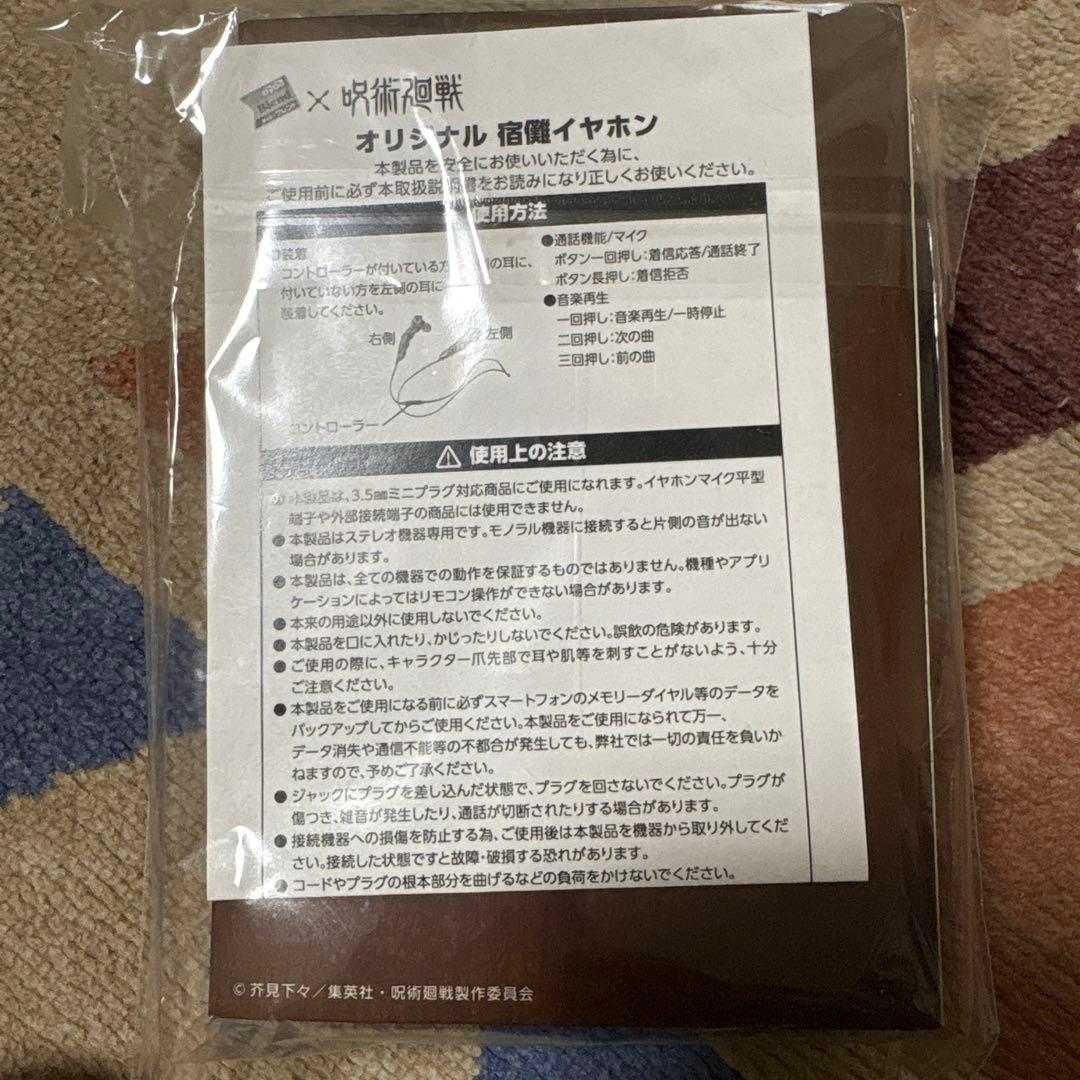 Blend × 呪術廻戦
オリジナル 宿儺イヤホン
本製品を安全にお使いいただく為に、
ご使用前に必ず本取扱説明書をお読みになり正しくお使いください。
使用方法
装着
コントローラーが付いている方 の耳に、
付いていない方を左側の耳に
装着してください。
右側
左側
コントローラー
●通話機能/マイク
ボタン一回押し:着信応答/通話終了
ボタン長押し:着信拒否
●音楽再生
一回押し:音楽再生/一時停止
二回押し:次の曲
三回押し:前の曲
⚠ 使用上の注意
●本製品は、3.5㎜ミニプラグ対応商品にご使用になれます。イヤホンマイク平型
端子や外部接続端子の商品には使用できません。
●本製品はステレオ機器専用です。モノラル機器に接続すると片側の音が出ない
場合があります。
●本製品は、全ての機器での動作を保証するものではありません。機種やアプリ
ケーションによってはリモコン操作ができない場合があります。
●本来の用途以外に使用しないでください。
●本製品を口に入れたり、かじったりしないでください。誤飲の危険があります。
●ご使用の際に、キャラクター爪先部で耳や肌等を刺すことがないよう、十分
ご注意ください。
●本製品をご使用になる前に必ずスマートフォンのメモリーダイヤル等のデータを
バックアップしてからご使用ください。本製品をご使用になられて万一、
データ消失や通信不能等の不都合が発生しても、弊社では一切の責任を負いか
ねますので、予めご了承ください。
●ジャックにプラグを差し込んだ状態で、プラグを回さないでください。プラグが
傷つき、雑音が発生したり、通話が切断されたりする場合があります。
●接続機器への損傷を防止する為、ご使用後は本製品を機器から取り外してくだ
さい。接続した状態ですと故障・破損する恐れがあります。
●コードやプラグの根本部分を曲げるなどの負荷をかけないでください。
©芥見下々／集英社・呪術廻戦製作委員会